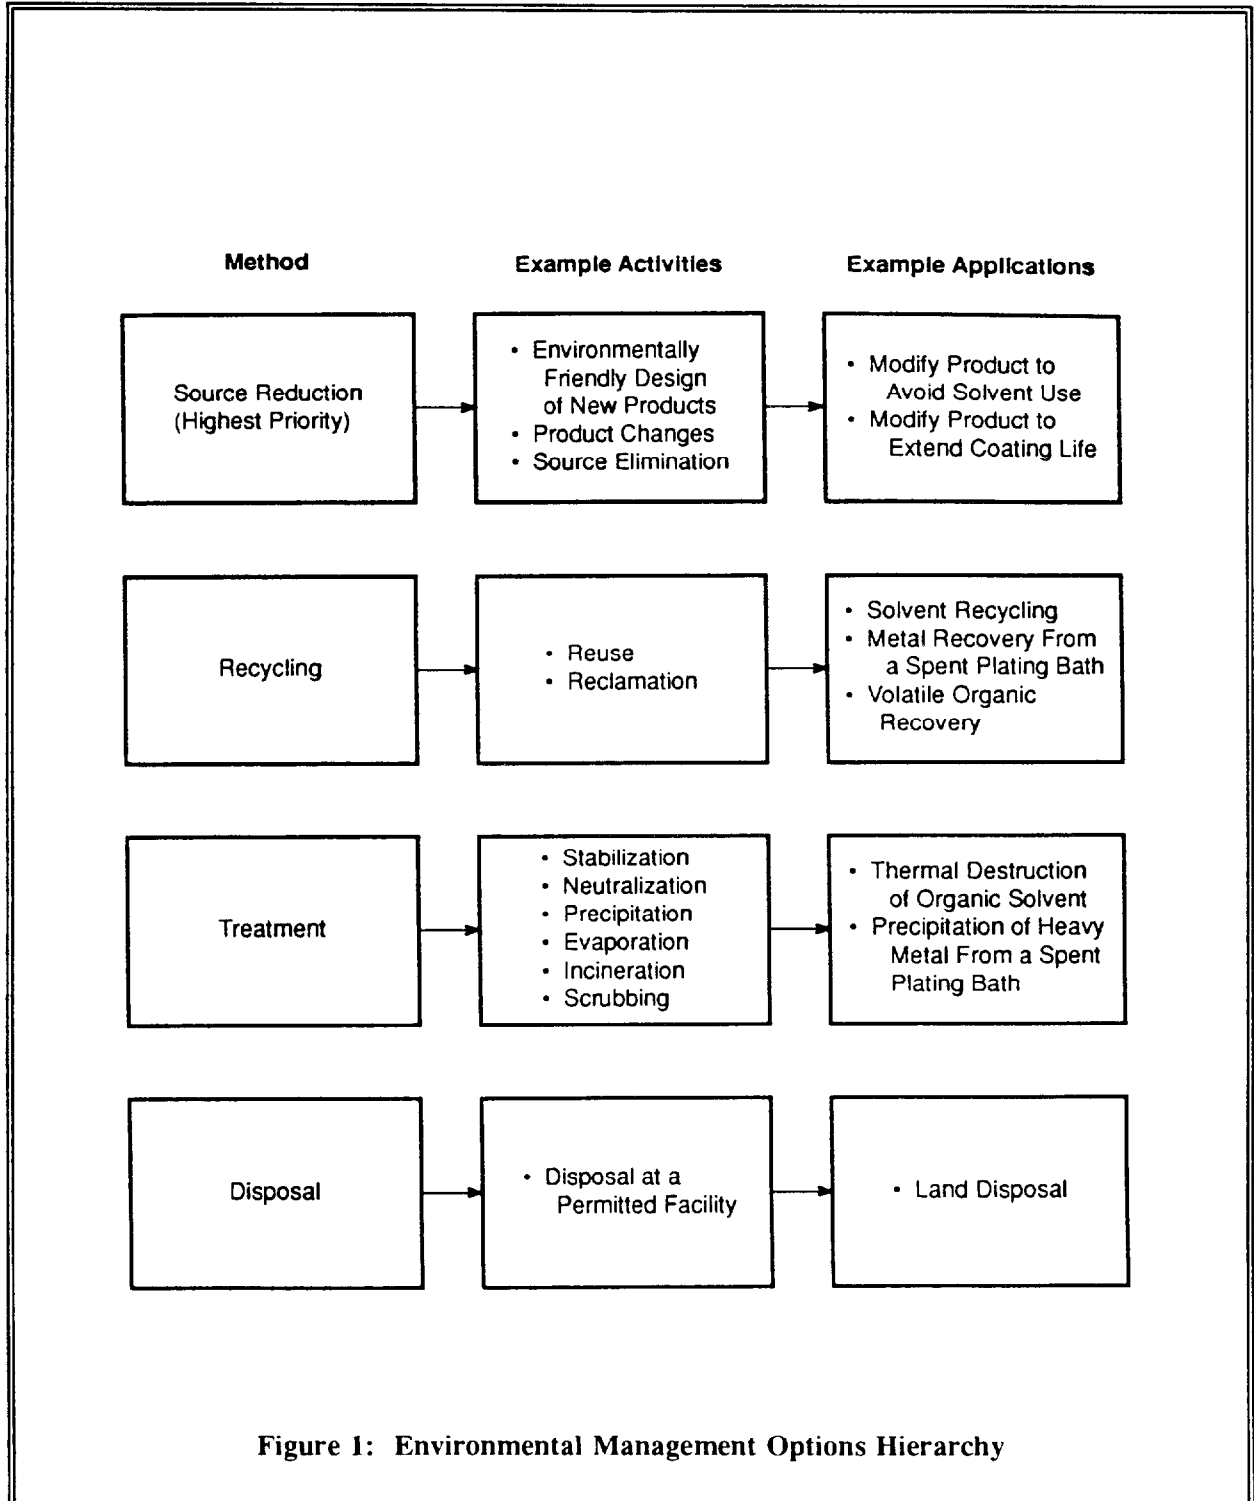 Method
Example Activities
Example Applications
Source Reduction
(Highest Priority)
• Environmentally
Friendly Design
of New Products
• Product Changes
• Source Elimination
• Modify Product to
Avoid Solvent Use
• Modify Product to
Extend Coating Life
Recycling
• Reuse
• Reclamation
• Solvent Recycling
• Metal Recovery From
a Spent Plating Bath
• Volatile Organic
Recovery
Treatment
• Stabilization
• Neutralization
• Precipitation
• Evaporation
• Incineration
• Scrubbing
• Thermal Destruction
of Organic Solvent
• Precipitation of Heavy
Metal From a Spent
Plating Bath
Disposal
• Disposal at a
Permitted Facility
• Land Disposal
Figure 1: Environmental Management Options Hierarchy